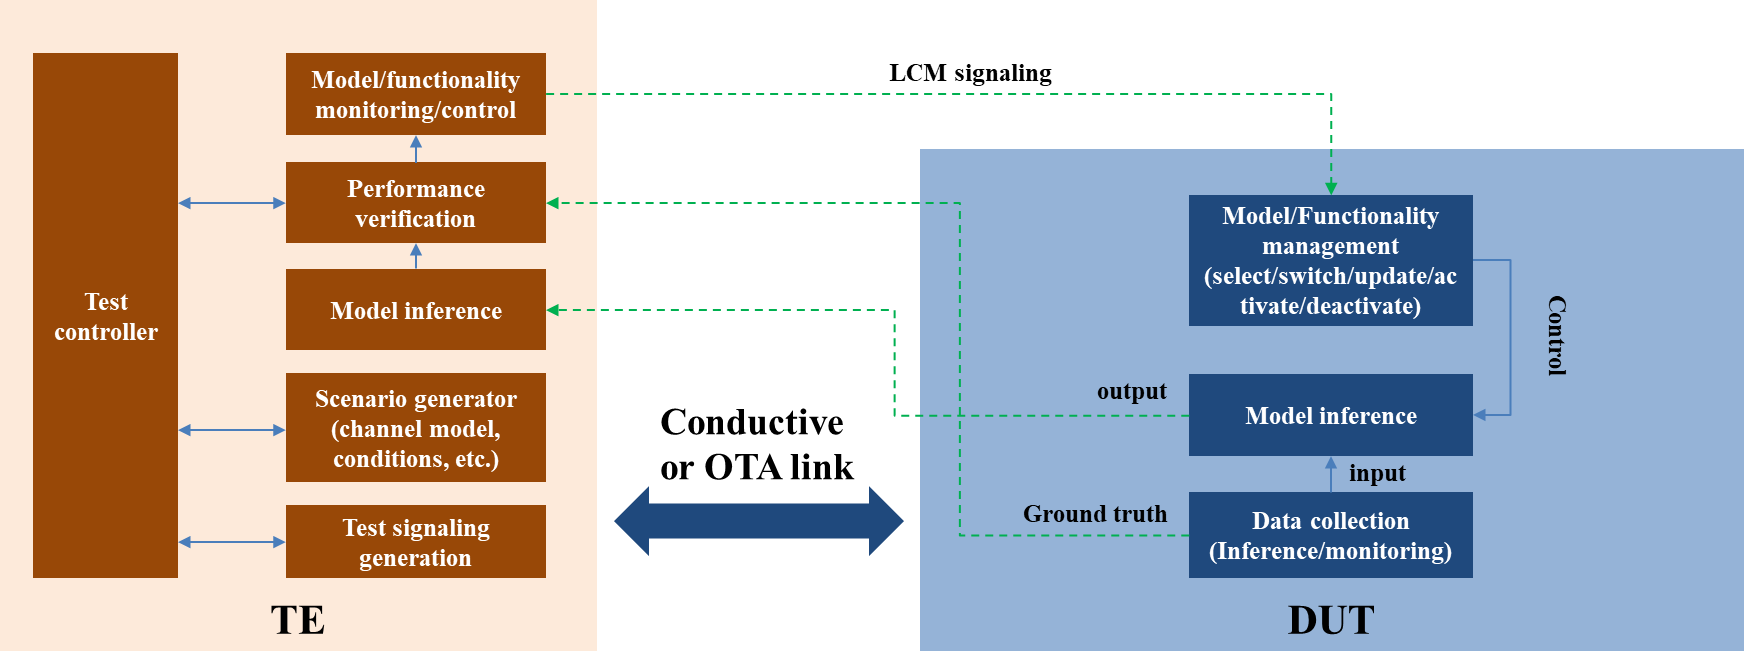 Test
controller
Model/functionality
monitoring/control
Performance
verification
Model inference
Scenario generator
(channel model,
conditions, etc.)
Test signaling
generation
TE
LCM signaling
Conductive
or OTA link
Model/Functionality
management
(select/switch/update/ac
tivate/deactivate)
Control
output
Model inference
input
Ground truth
Data collection
(Inference/monitoring)
DUT